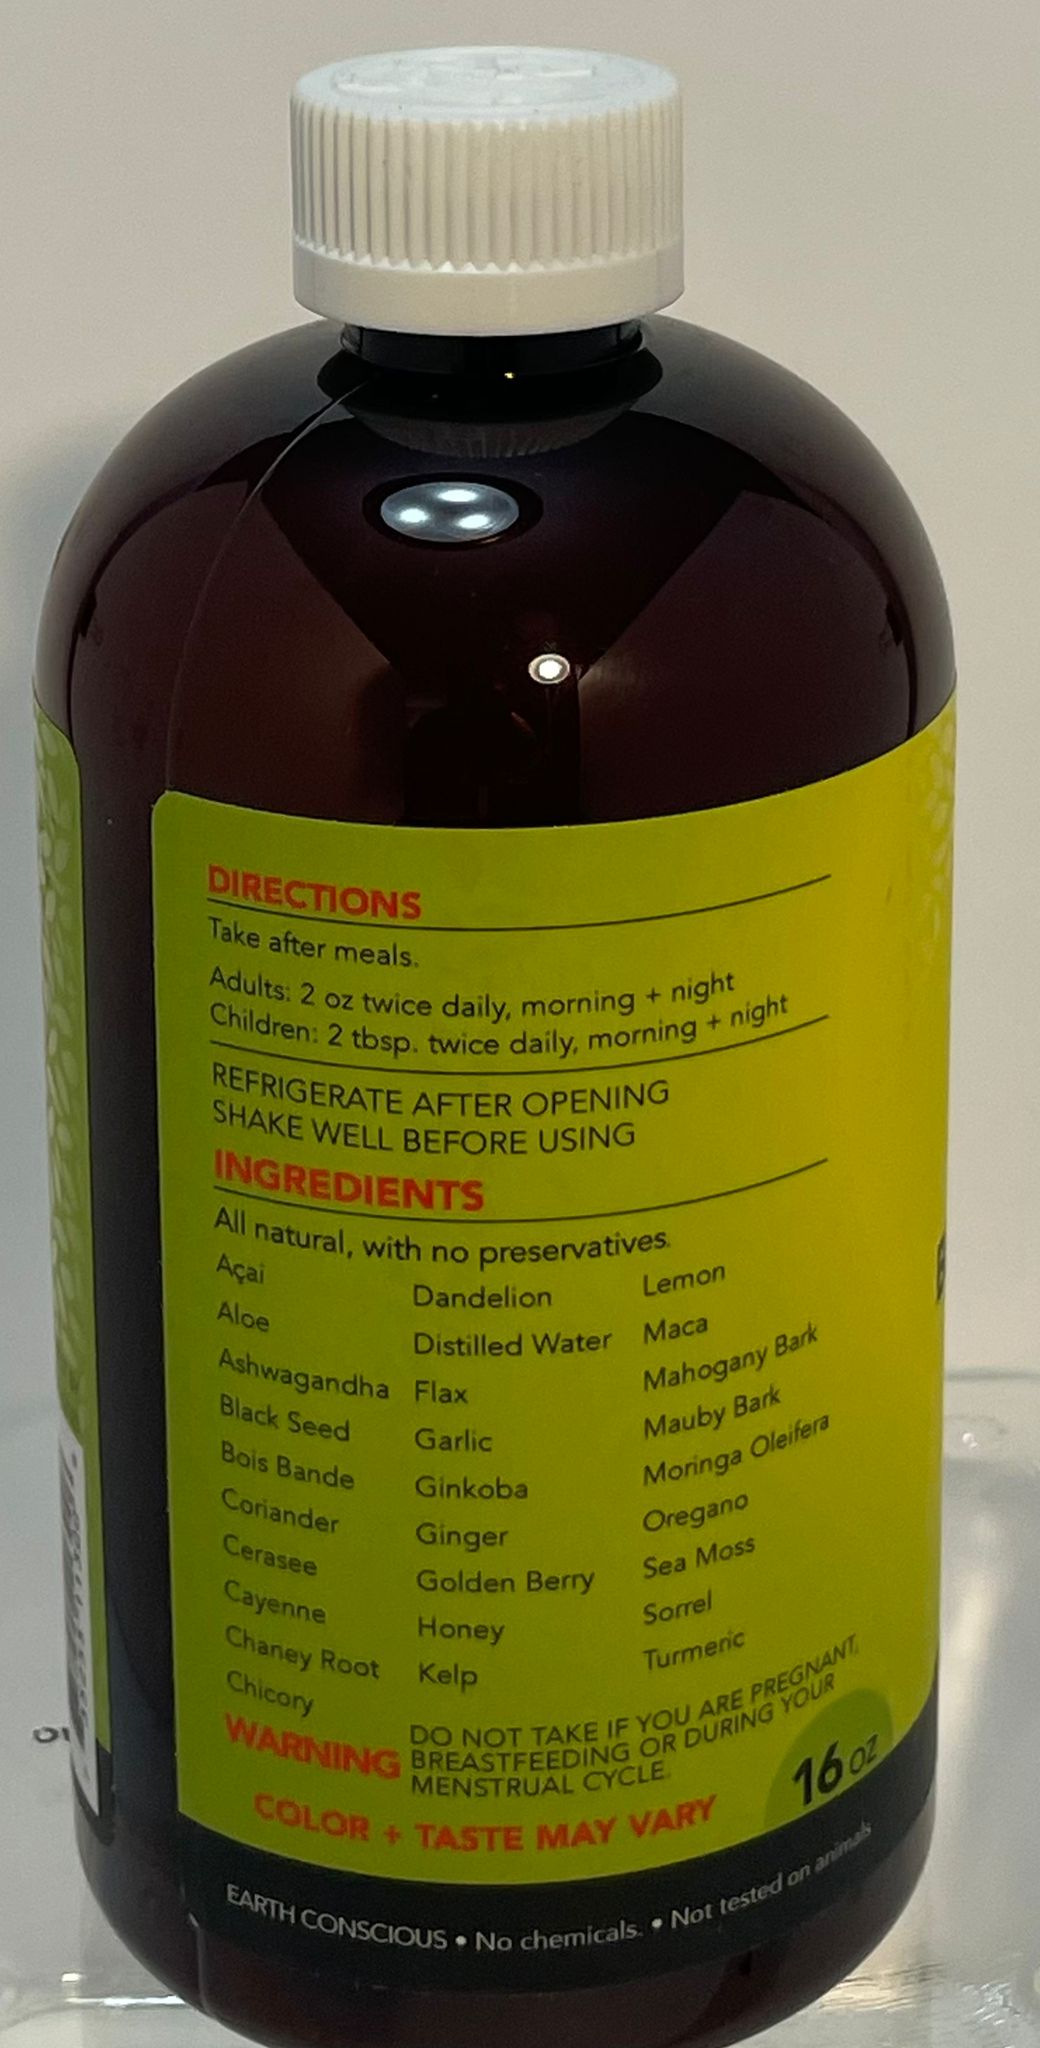 DIRECTIONS
Take after meals.
Adults: 2 oz twice daily, morning + night
Children: 2 tbsp. twice daily, morning + night
REFRIGERATE AFTER OPENING
SHAKE WELL BEFORE USING
INGREDIENTS
All natural, with no preservatives.
Açai
Aloe
Ashwagandha
Black Seed
Bois Bande
Coriander
Cerasee
Cayenne
Chaney Root
Chicory
Dandelion
Distilled Water
Flax
Garlic
Ginkoba
Ginger
Golden Berry
Honey
Kelp
Lemon
Maca
Mahogany Bark
Mauby Bark
Moringa Oleifera
Oregano
Sea Moss
Sorrel
Turmeric
WARNING
DO NOT TAKE IF YOU ARE PREGNANT,
BREASTFEEDING OR DURING YOUR
MENSTRUAL CYCLE.
COLOR + TASTE MAY VARY
16 OZ
EARTH CONSCIOUS • No chemicals. • Not tested on animals